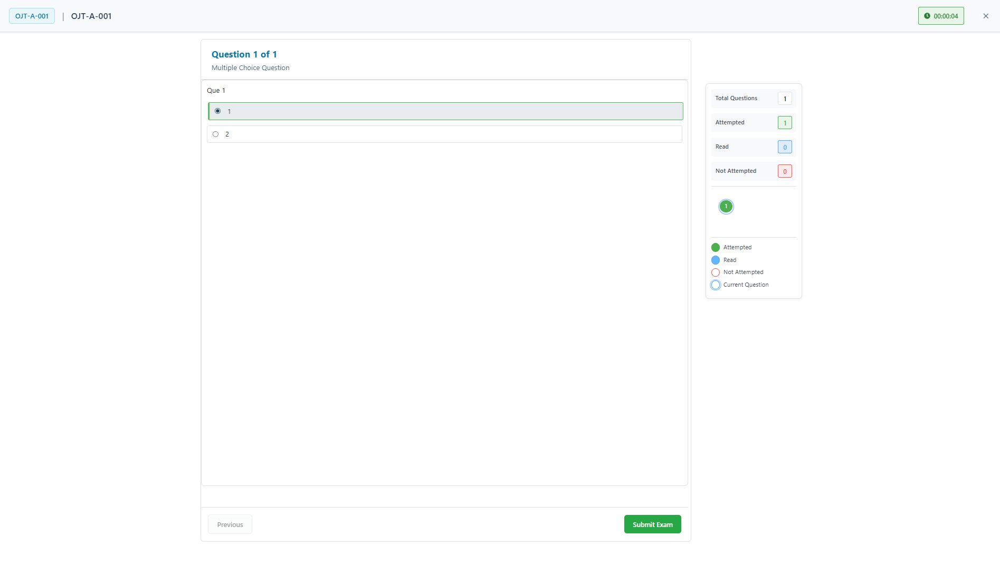 OJT-A-001 | OJT-A-001
00:00:04
Question 1 of 1
Multiple Choice Question
Que 1
1
2
Previous
Submit Exam
Total Questions 1
Attempted 1
Read 0
Not Attempted 0
1
Attempted
Read
Not Attempted
Current Question